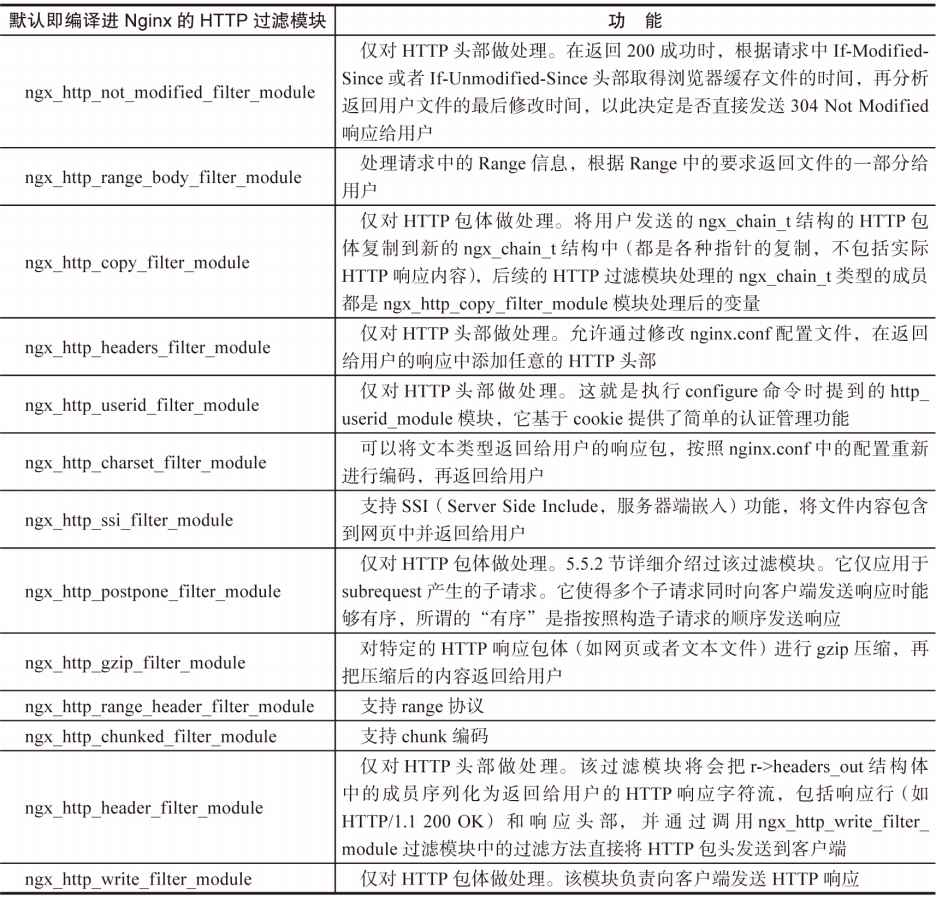 默认即编译进 Nginx 的 HTTP 过滤模块 功 能
ngx_http_not_modified_filter_module
仅对 HTTP 头部做处理。在返回 200 成功时，根据请求中 If-Modified-
Since 或者 If-Unmodified-Since 头部取得浏览器缓存文件的时间，再分析
返回用户文件的最后修改时间，以此决定是否直接发送 304 Not Modified
响应给用户
ngx_http_range_body_filter_module
处理请求中的 Range 信息，根据 Range 中的要求返回文件的一部分给
用户
ngx_http_copy_filter_module
仅对 HTTP 包体做处理。将用户发送的 ngx_chain_t 结构的 HTTP 包
体复制到新的 ngx_chain_t 结构中（都是各种指针的复制，不包括实际
HTTP 响应内容），后续的 HTTP 过滤模块处理的 ngx_chain_t 类型的成员
都是 ngx_http_copy_filter_module 模块处理后的变量
ngx_http_headers_filter_module
仅对 HTTP 头部做处理。允许通过修改 nginx.conf 配置文件，在返回
给用户的响应中添加任意的 HTTP 头部
ngx_http_userid_filter_module
仅对 HTTP 头部做处理。这就是执行 configure 命令时提到的 http_
userid_module 模块，它基于 cookie 提供了简单的认证管理功能
ngx_http_charset_filter_module
可以将文本类型返回给用户的响应包，按照 nginx.conf 中的配置重新
进行编码，再返回给用户
ngx_http_ssi_filter_module
支持 SSI（Server Side Include，服务器端嵌入）功能，将文件内容包含
到网页中并返回给用户
ngx_http_postpone_filter_module
仅对 HTTP 包体做处理。5.5.2 节详细介绍过该过滤模块。它仅应用于
subrequest 产生的子请求。它使得多个子请求同时向客户端发送响应时能
够有序，所谓的“有序”是指按照构造子请求的顺序发送响应
ngx_http_gzip_filter_module
对特定的 HTTP 响应包体（如网页或者文本文件）进行 gzip 压缩，再
把压缩后的内容返回给用户
ngx_http_range_header_filter_module 支持 range 协议
ngx_http_chunked_filter_module 支持 chunk 编码
ngx_http_header_filter_module
仅对 HTTP 头部做处理。该过滤模块将会把 r->headers_out 结构体
中的成员序列化为返回给用户的 HTTP 响应字符流，包括响应行（如
HTTP/1.1 200 OK）和响应头部，并通过调用 ngx_http_write_filter_
module 过滤模块中的过滤方法直接将 HTTP 包头发送到客户端
ngx_http_write_filter_module 仅对 HTTP 包体做处理。该模块负责向客户端发送 HTTP 响应